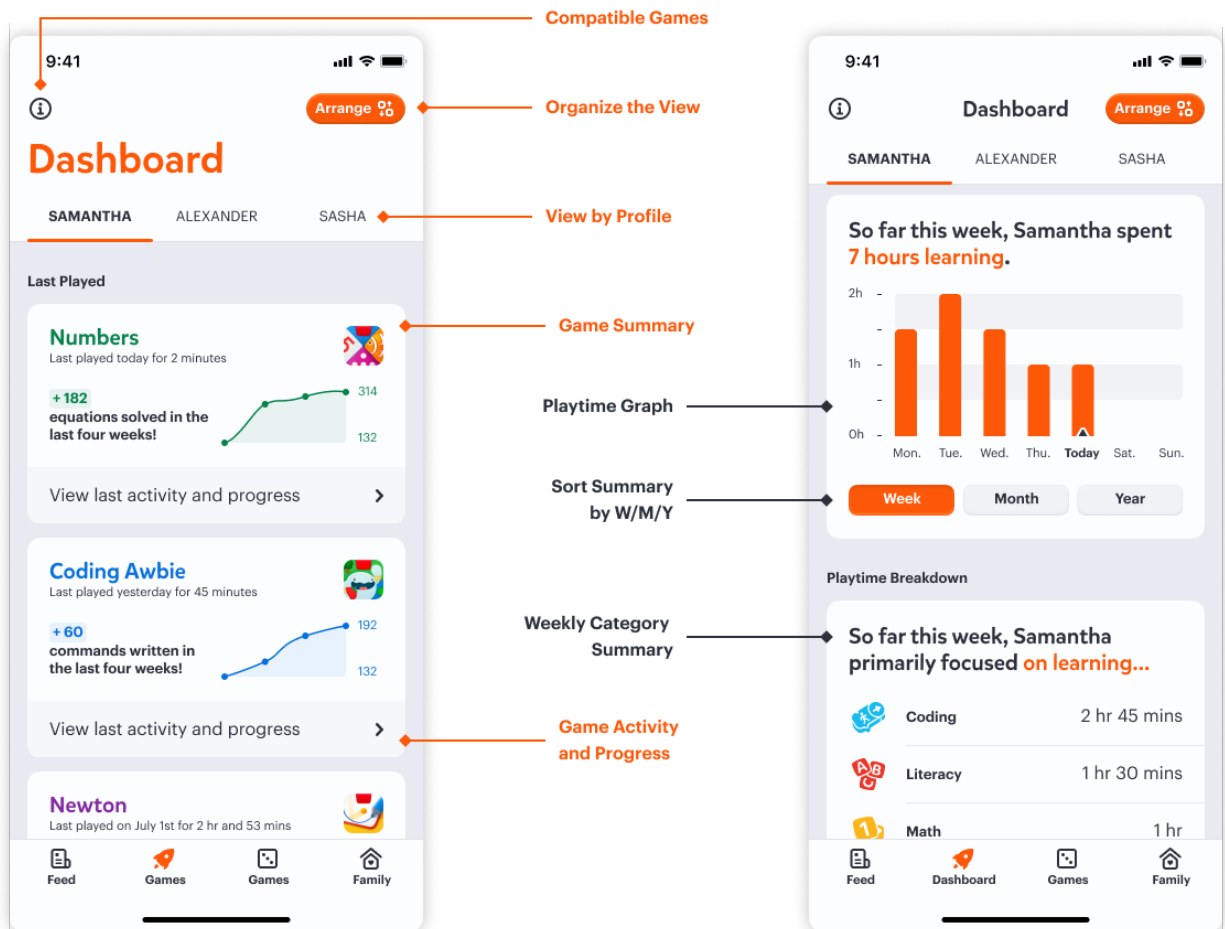 Compatible Games
9:41
Arrange
Organize the View
Dashboard
SAMANTHA ALEXANDER SASHA
View by Profile
Last Played
Numbers
Last played today for 2 minutes
Game Summary
+ 182
equations solved in the
last four weeks!
314
132
View last activity and progress
Coding Awbie
Last played yesterday for 45 minutes
+ 60
commands written in
the last four weeks!
192
132
View last activity and progress
Game Activity
and Progress
Newton
Last played on July 1st for 2 hr and 53 mins
Feed Games Games Family
9:41
Dashboard
Arrange
SAMANTHA ALEXANDER SASHA
So far this week, Samantha spent
7 hours learning.
2h
1h
0h
Mon. Tue. Wed. Thu. Today Sat. Sun.
Playtime Graph
Sort Summary
by W/M/Y
Week Month Year
Playtime Breakdown
Weekly Category
Summary
So far this week, Samantha
primarily focused on learning...
Coding 2 hr 45 mins
A B C
Literacy 1 hr 30 mins
1
Math 1 hr
Feed Dashboard Games Family